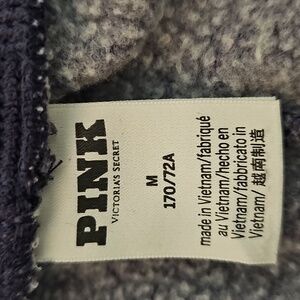 PINK
VICTORIA'S SECRET
M
170/72A
made in Vietnam/fabriqué
au Vietnam/hecho en
Vietnam/fabbricato in
Vietnam/ 越南制造